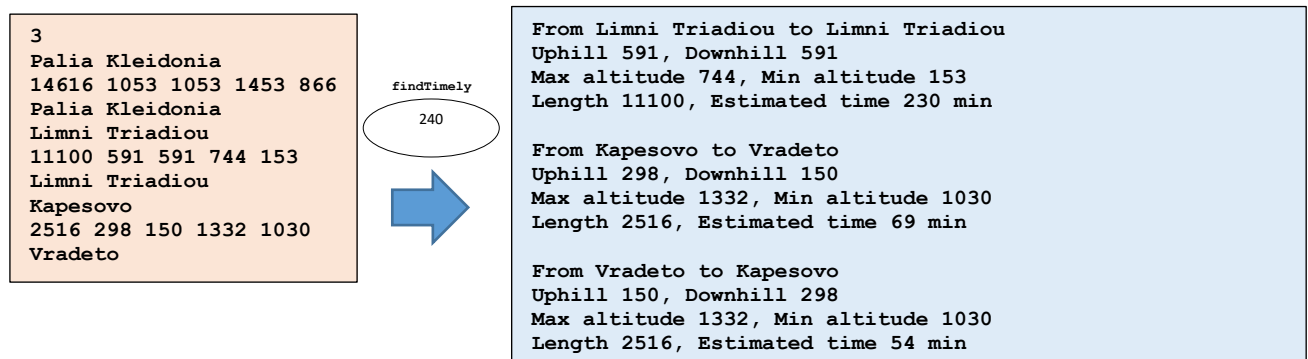 3
Palia Kleidonia
14616 1053 1053 1453 866
Palia Kleidonia
Limni Triadiou
11100 591 591 744 153
Limni Triadiou
Kapesovo
2516 298 150 1332 1030
Vradeto
findTimely
240
From Limni Triadiou to Limni Triadiou
Uphill 591, Downhill 591
Max altitude 744, Min altitude 153
Length 11100, Estimated time 230 min
From Kapesovo to Vradeto
Uphill 298, Downhill 150
Max altitude 1332, Min altitude 1030
Length 2516, Estimated time 69 min
From Vradeto to Kapesovo
Uphill 150, Downhill 298
Max altitude 1332, Min altitude 1030
Length 2516, Estimated time 54 min